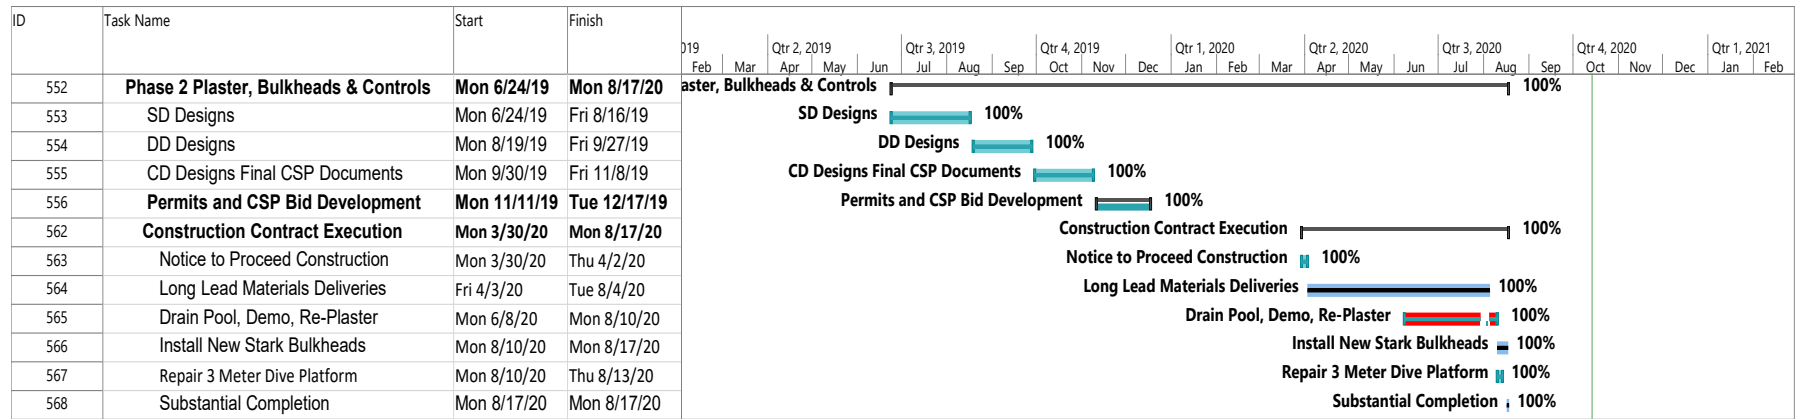 ID Task Name Start Finish
019 Qtr 2, 2019 Qtr 3, 2019 Qtr 4, 2019 Qtr 1, 2020 Qtr 2, 2020 Qtr 3, 2020 Qtr 4, 2020 Qtr 1, 2021
Feb Mar Apr May Jun Jul Aug Sep Oct Nov Dec Jan Feb Mar Apr May Jun Jul Aug Sep Oct Nov Dec Jan Feb
552 Phase 2 Plaster, Bulkheads & Controls Mon 6/24/19 Mon 8/17/20 aster, Bulkheads & Controls 100%
553 SD Designs Mon 6/24/19 Fri 8/16/19 SD Designs 100%
554 DD Designs Mon 8/19/19 Fri 9/27/19 DD Designs 100%
555 CD Designs Final CSP Documents Mon 9/30/19 Fri 11/8/19 CD Designs Final CSP Documents 100%
556 Permits and CSP Bid Development Mon 11/11/19 Tue 12/17/19 Permits and CSP Bid Development 100%
562 Construction Contract Execution Mon 3/30/20 Mon 8/17/20 Construction Contract Execution 100%
563 Notice to Proceed Construction Mon 3/30/20 Thu 4/2/20 Notice to Proceed Construction 100%
564 Long Lead Materials Deliveries Fri 4/3/20 Tue 8/4/20 Long Lead Materials Deliveries 100%
565 Drain Pool, Demo, Re-Plaster Mon 6/8/20 Mon 8/10/20 Drain Pool, Demo, Re-Plaster 100%
566 Install New Stark Bulkheads Mon 8/10/20 Mon 8/17/20 Install New Stark Bulkheads 100%
567 Repair 3 Meter Dive Platform Mon 8/10/20 Thu 8/13/20 Repair 3 Meter Dive Platform 100%
568 Substantial Completion Mon 8/17/20 Mon 8/17/20 Substantial Completion 100%